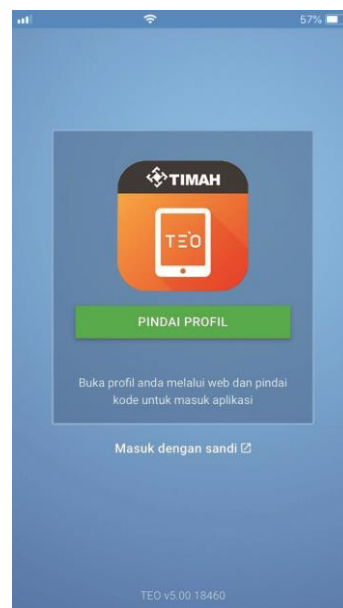 57%
TIMAH
TEO
PINDAI PROFIL
Buka profil anda melalui web dan pindai
kode untuk masuk aplikasi
Masuk dengan sandi
TEO v5.00.18460